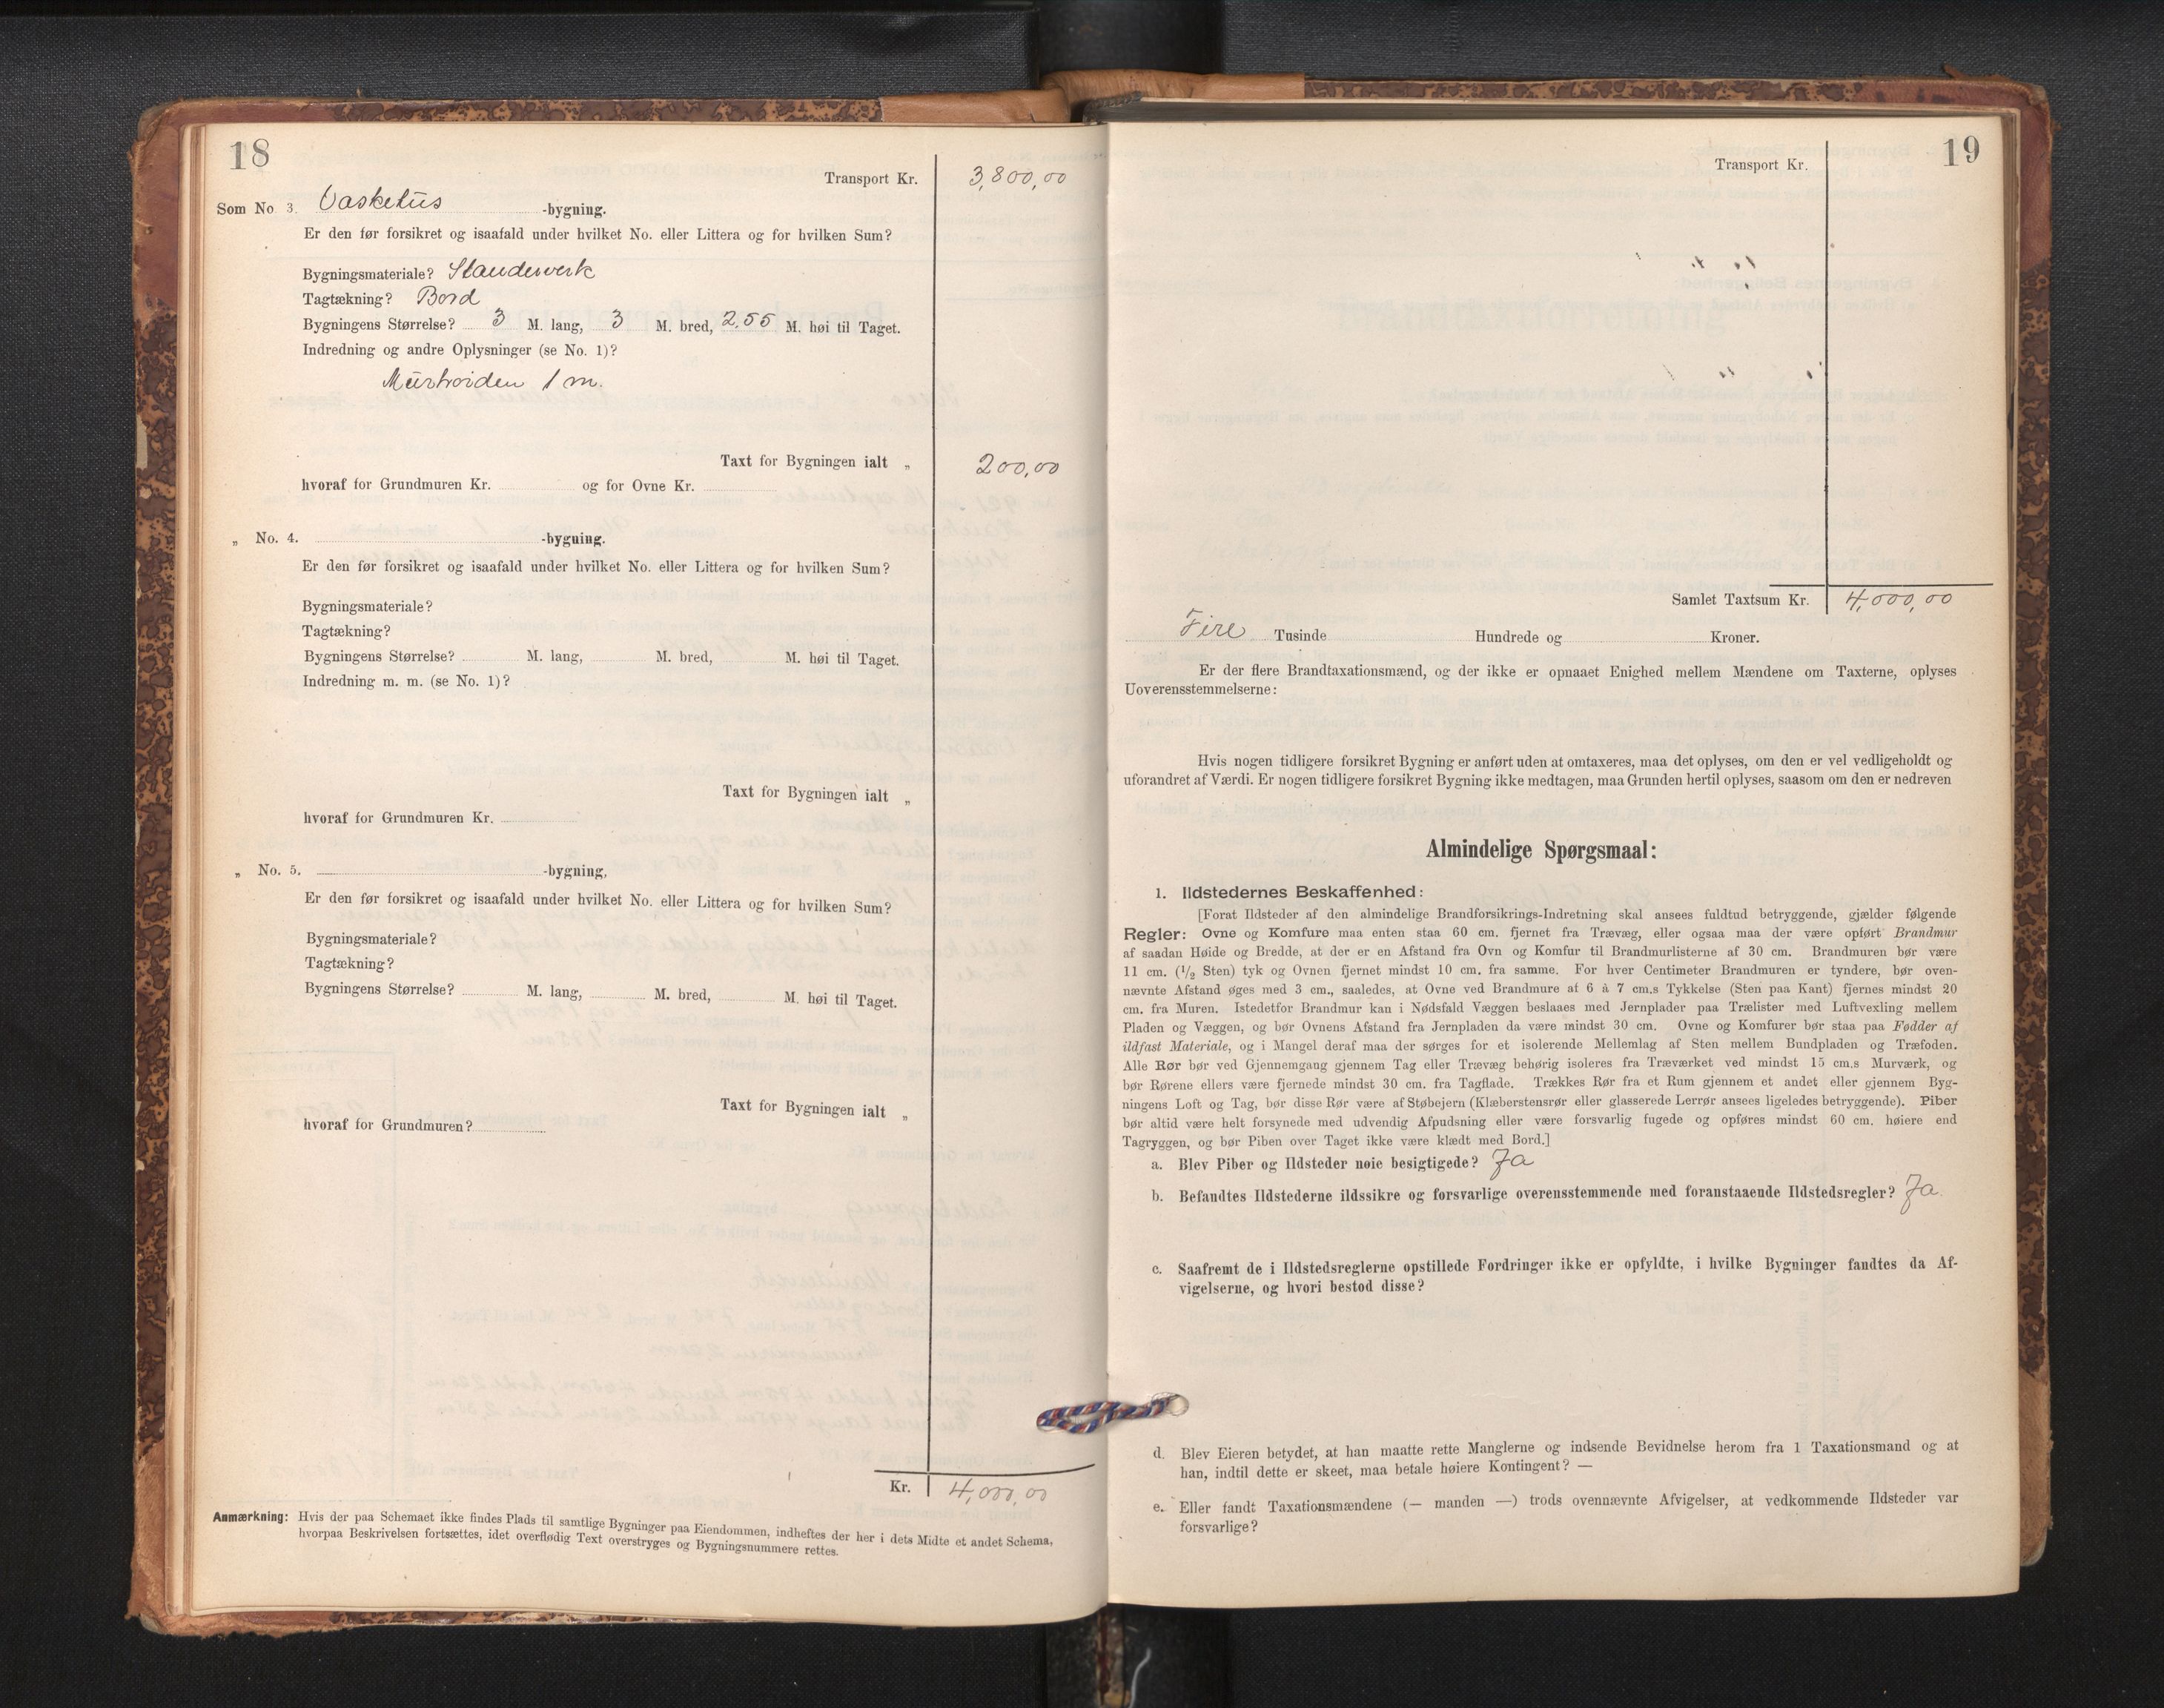 18
Transport Kr. 3,800,00
Som No 3. Vaskehus -bygning.
Er den før forsikret og isaafald under hvilket No. eller Littera og for hvilken Sum?
Bygningsmateriale? Standerverk
Tagtækning? Bord
Bygningens Størrelse? 3 M. lang, 3 M. bred, 2,55 M. høi til Taget.
Indredning og andre Oplysninger (se No. 1)?
Murhøiden 1 m.
Taxt for Bygningen ialt „ 200,00
hvoraf for Grundmuren Kr. og for Ovne Kr.
„ No. 4. -bygning.
Er den før forsikret og isaafald under hvilket No. eller Littera og for hvilken Sum?
Bygningsmateriale?
Tagtækning?
Bygningens Størrelse? M. lang, M. bred, M. høi til Taget.
Indredning m. m. (se No. 1)?
Taxt for Bygningen ialt „
hvoraf for Grundmuren Kr.
„ No. 5. -bygning,
Er den før forsikret og isaafald under hvilket No. eller Littera og for hvilken Sum?
Bygningsmateriale?
Tagtækning?
Bygningens Størrelse? M. lang, M. bred, M. høi til Taget.
Taxt for Bygningen ialt „
hvoraf for Grundmuren?
Kr. 4,000,00
Anmærkning: Hvis der paa Schemaet ikke findes Plads til samtlige Bygninger paa Eiendommen, indheftes der her i dets Midte et andet Schema,
hvorpaa Beskrivelsen fortsættes, idet overflødig Text overstryges og Bygningsnummere rettes.
19
Transport Kr.
Samlet Taxtsum Kr. 4,000,00
Fire Tusinde Hundrede og Kroner.
Er der flere Brandtaxationsmænd, og der ikke er opnaaet Enighed mellem Mændene om Taxterne, oplyses
Uoverensstemmelserne:
Hvis nogen tidligere forsikret Bygning er anført uden at omtaxeres, maa det oplyses, om den er vel vedligeholdt og
uforandret af Værdi. Er nogen tidligere forsikret Bygning ikke medtagen, maa Grunden hertil oplyses, saasom om den er nedreven
Almindelige Spørgsmaal:
1. Ildstedernes Beskaffenhed:
[Forat Ildsteder af den almindelige Brandforsikrings-Indretning skal ansees fuldtud betryggende, gjælder følgende
Regler: Ovne og Komfure maa enten staa 60 cm. fjernet fra Trævæg, eller ogsaa maa der være opført Brandmur
af saadan Høide og Bredde, at der er en Afstand fra Ovn og Komfur til Brandmurlisterne af 30 cm. Brandmuren bør være
11 cm. (1/2 Sten) tyk og Ovnen fjernet mindst 10 cm. fra samme. For hver Centimeter Brandmuren er tyndere, bør oven-
nævnte Afstand øges med 3 cm., saaledes, at Ovne ved Brandmure af 6 à 7 cm.s Tykkelse (Sten paa Kant) fjernes mindst 20
cm. fra Muren. Istedetfor Brandmur kan i Nødsfald Væggen beslaaes med Jernplader paa Trælister med Luftvexling mellem
Pladen og Væggen, og bør Ovnens Afstand fra Jernpladen da være mindst 30 cm. Ovne og Komfurer bør staa paa Fødder af
ildfast Materiale, og i Mangel deraf maa der sørges for et isolerende Mellemlag af Sten mellem Bundpladen og Træfoden.
Alle Rør bør ved Gjennemgang gjennem Tag eller Trævæg behørig isoleres fra Træværket ved mindst 15 cm.s Murværk, og
bør Rørene ellers være fjernede mindst 30 cm. fra Tagflade. Trækkes Rør fra et Rum gjennem et andet eller gjennem Byg-
ningens Loft og Tag, bør disse Rør være af Støbejern (Klæberstensrør eller glasserede Lerrør ansees ligeledes betryggende). Piber
bør altid være helt forsynede med udvendig Afpudsning eller være forsvarlig fugede og opføres mindst 60 cm. høiere end
Tagryggen, og bør Piben over Taget ikke være klædt med Bord.]
a. Blev Piber og Ildsteder nøie besigtigede? Ja
b. Befandtes Ildstederne ildssikre og forsvarlige overensstemmende med foranstaaende Ildstedsregler? Ja.
c. Saafremt de i Ildstedsreglerne opstillede Fordringer ikke er opfyldte, i hvilke Bygninger fandtes da Af-
vigelserne, og hvori bestod disse?
d. Blev Eieren betydet, at han maatte rette Manglerne og indsende Bevidnelse herom fra 1 Taxationsmand og at
han, indtil dette er skeet, maa betale høiere Kontingent? —
e. Eller fandt Taxationsmændene (— manden —) trods ovennævnte Afvigelser, at vedkommende Ildsteder var
forsvarlige?